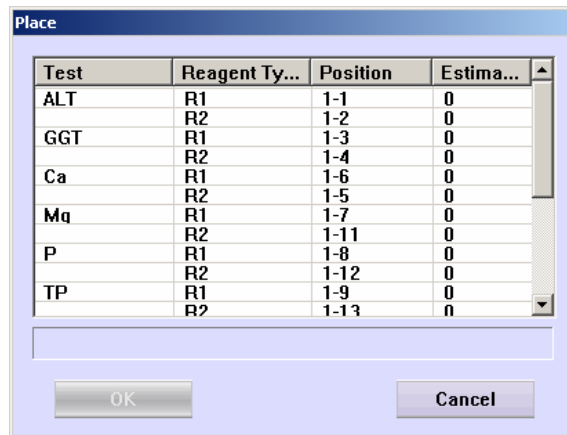 Place
Test Reagent Ty... Position Estima...
ALT R1 1-1 0
R2 1-2 0
GGT R1 1-3 0
R2 1-4 0
Ca R1 1-6 0
R2 1-5 0
Mg R1 1-7 0
R2 1-11 0
P R1 1-8 0
R2 1-12 0
TP R1 1-9 0
R2 1-13 0
OK Cancel